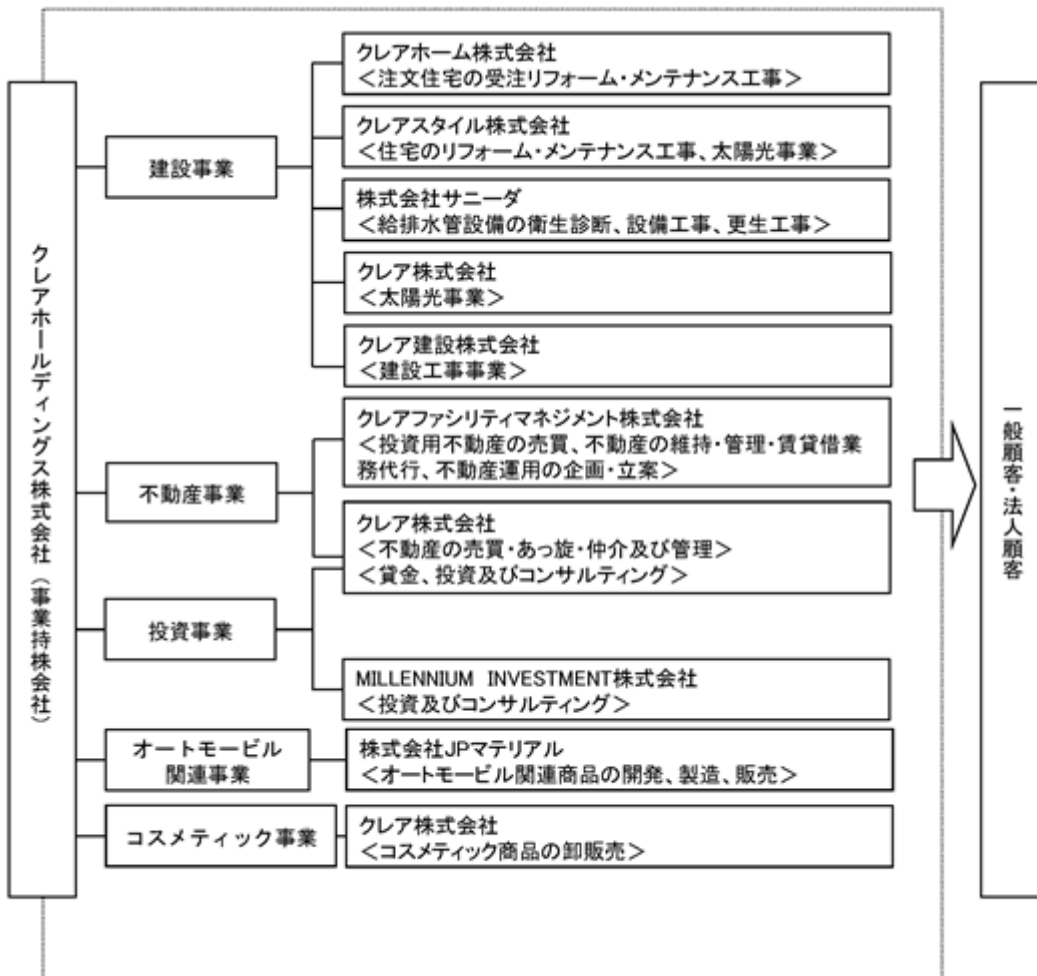 クレアホールディングス株式会社(事業持株会社)
建設事業
クレアホーム株式会社
<注文住宅の受注リフォーム・メンテナンス工事>
クレアスタイル株式会社
<住宅のリフォーム・メンテナンス工事、太陽光事業>
株式会社サニーダ
<給排水管設備の衛生診断、設備工事、更生工事>
クレア株式会社
<太陽光事業>
クレア建設株式会社
<建設工事事業>
不動産事業
クレアファシリティマネジメント株式会社
<投資用不動産の売買、不動産の維持・管理・賃貸借業
務代行、不動産運用の企画・立案>
クレア株式会社
<不動産の売買・あっ旋・仲介及び管理>
<貸金、投資及びコンサルティング>
投資事業
MILLENNIUM INVESTMENT株式会社
<投資及びコンサルティング>
オートモービル
関連事業
株式会社JPマテリアル
<オートモービル関連商品の開発、製造、販売>
コスメティック事業
クレア株式会社
<コスメティック商品の卸販売>
一般顧客・法人顧客